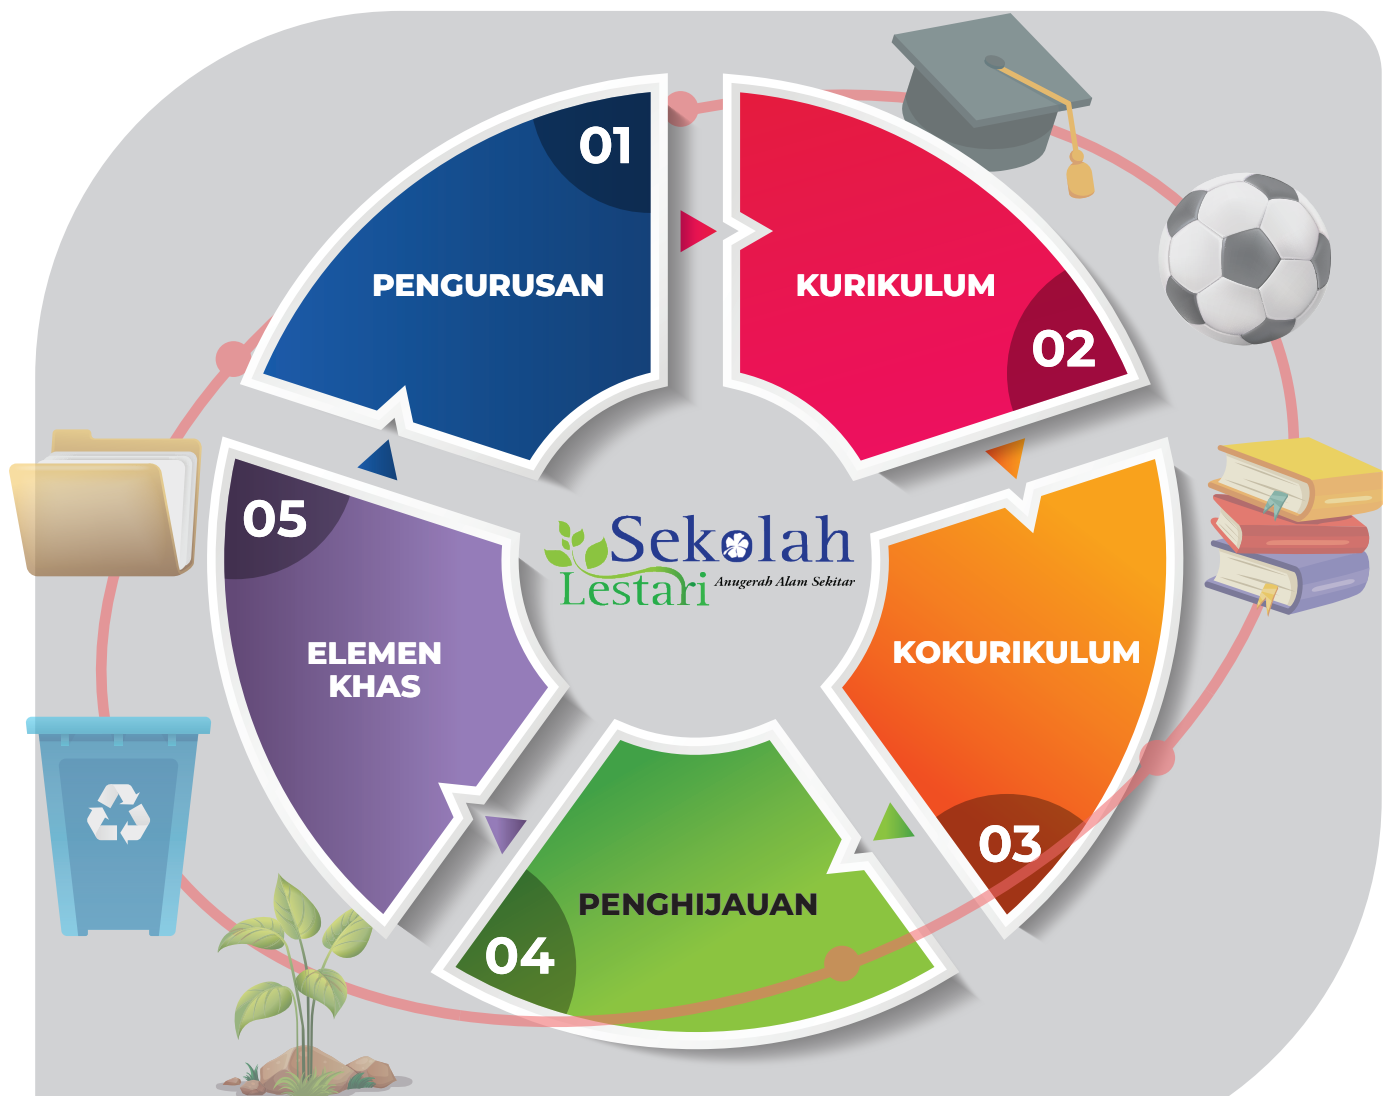 01
PENGURUSAN
KURIKULUM
02
KOKURIKULUM
03
PENGHIJAUAN
04
05
ELEMEN
KHAS
Sekolah
Lestari Anugerah Alam Sekitar